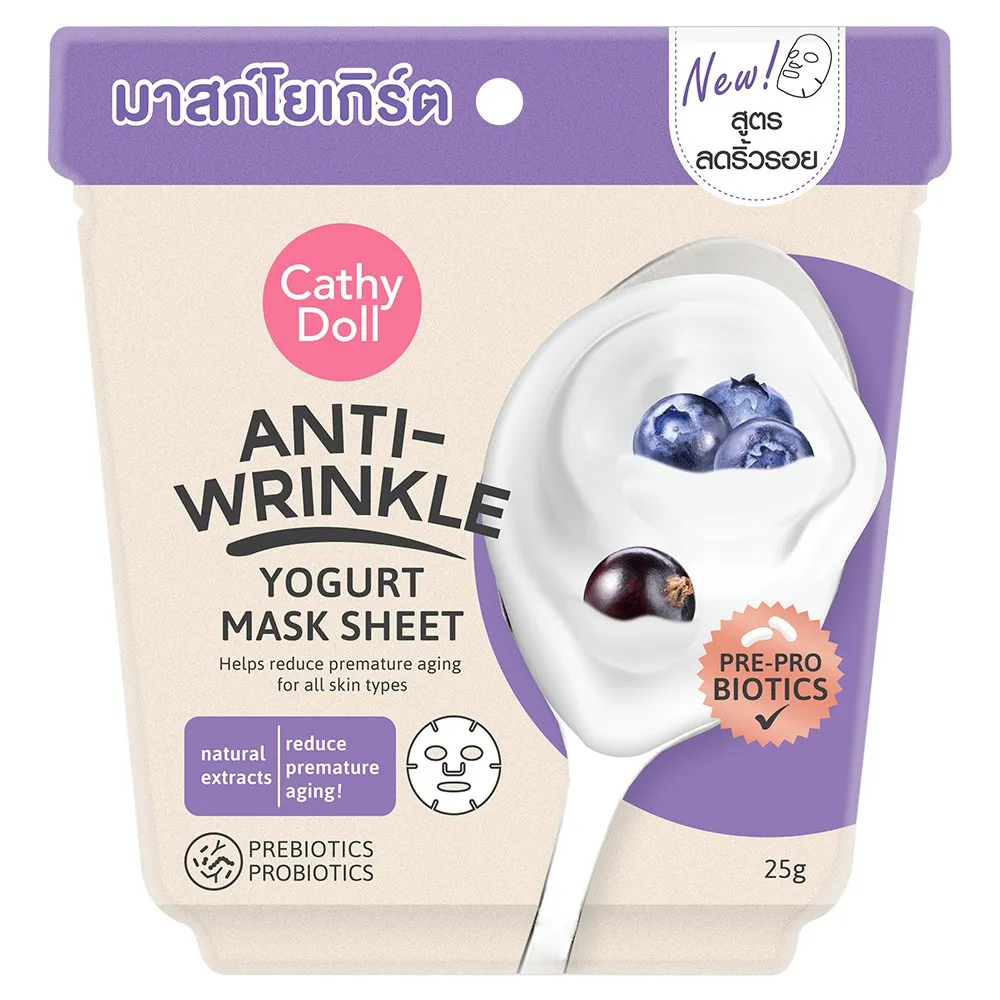 มาสก์โยเกิร์ต
New!
สูตร
ลดริ้วรอย
Cathy
Doll
ANTI-
WRINKLE
YOGURT
MASK SHEET
Helps reduce premature aging
for all skin types
natural
extracts
reduce
premature
aging!
PRE-PRO
BIOTICS
PREBIOTICS
PROBIOTICS
25g